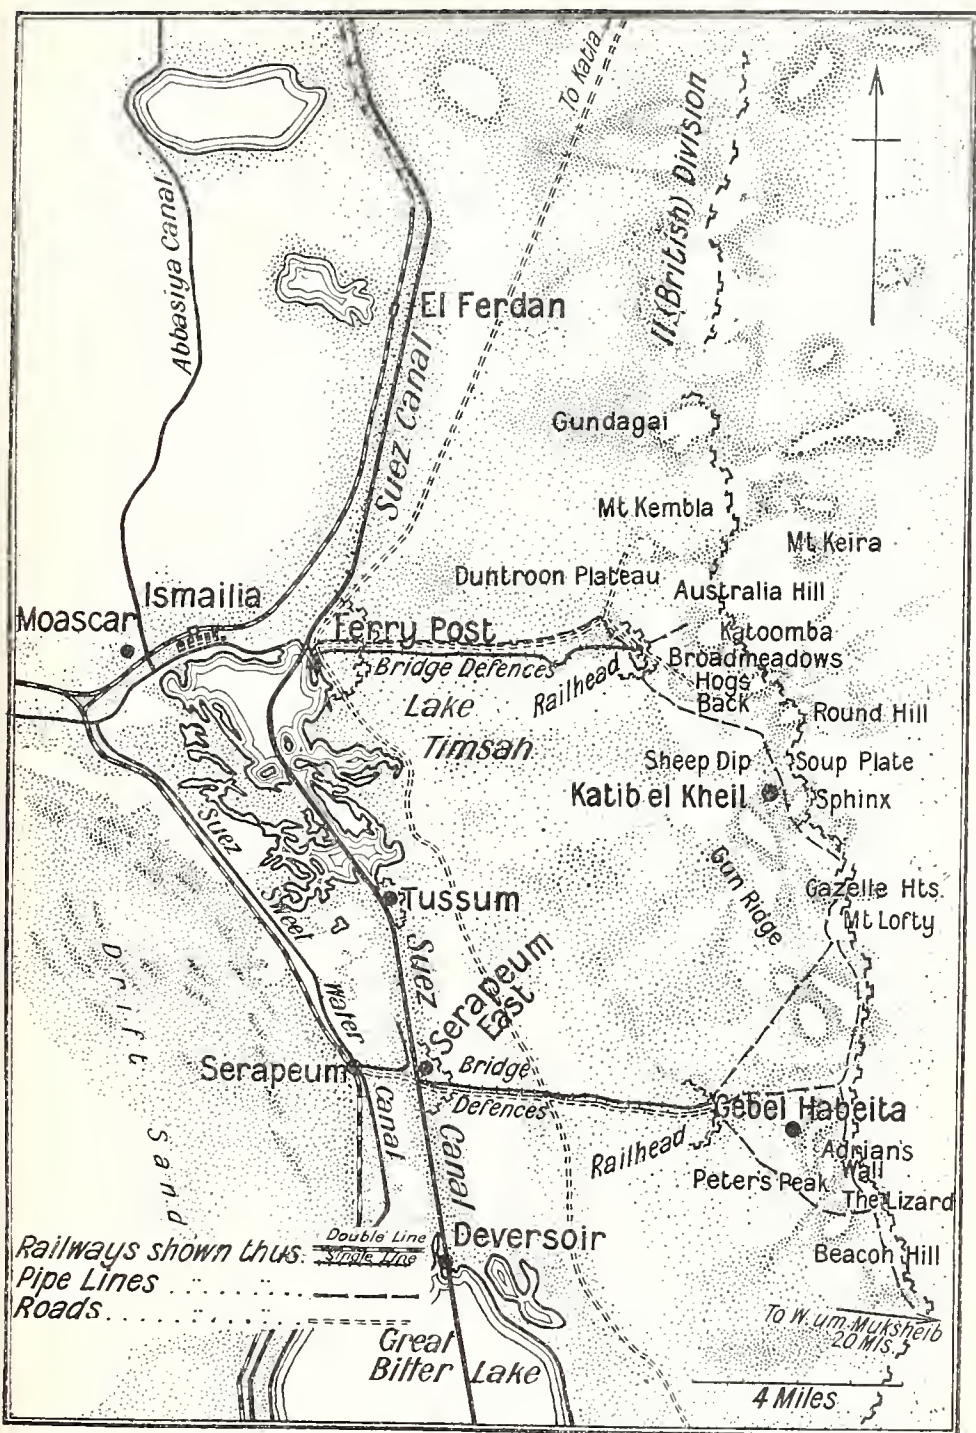 To Katia
II (British) Division
Abbasiya Canal
El Ferdan
Suez Canal
Gundagai
Mt Kembla
Mt Keira
Duntroon Plateau
Australia Hill
Ismailia
Moascar
Ferry Post
Katoomba
Bridge Defences
Railhead
Broadmeadows
Hogs
Back
Lake
Timsah
Round Hill
Sheep Dip
Soup Plate
Katib el Kheil
Sphinx
Suez
Sweet
Water
Canal
Gun Ridge
Gazelle Hts.
Mt Lofty
Tussum
Suez
Canal
Drift
Sand
Serapeum
East
Serapeum
Bridge
Defences
Gebel Habeita
Railhead
Adrian's
Wall
Peter's Peak
The Lizard
Deversoir
Beacon Hill
Railways shown thus:
Double Line
Single Line
Pipe Lines
Roads
Great
Bitter Lake
To W. um. Muksheib
20 Mls.
4 Miles